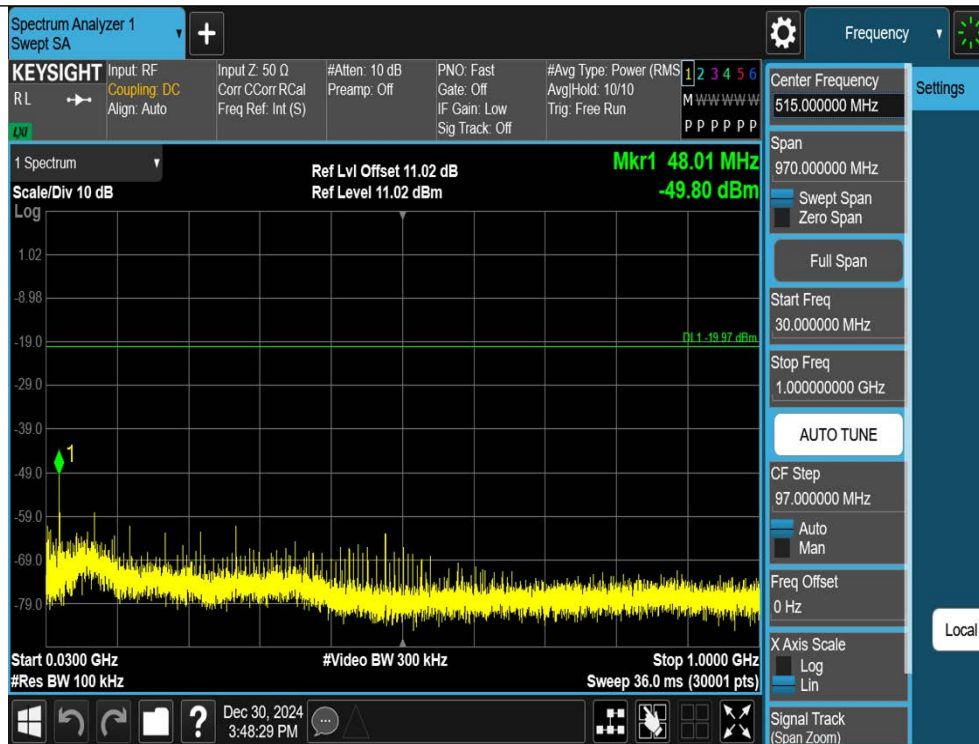 Spectrum Analyzer 1
Swept SA
+
Frequency
KEYSIGHT
RL
LXI
Input: RF
Coupling: DC
Align: Auto
Input Z: 50 Ω
Corr CCorr RCal
Freq Ref: Int (S)
#Atten: 10 dB
Preamp: Off
PNO: Fast
Gate: Off
IF Gain: Low
Sig Track: Off
#Avg Type: Power (RMS
Avg|Hold: 10/10
Trig: Free Run
1 2 3 4 5 6
M W W W W W
P P P P P P
1 Spectrum
Scale/Div 10 dB
Log
Ref Lvl Offset 11.02 dB
Ref Level 11.02 dBm
Mkr1 48.01 MHz
-49.80 dBm
1.02
-8.98
-19.0
DL1 -19.97 dBm
-29.0
-39.0
1
-49.0
-59.0
-69.0
-79.0
Start 0.0300 GHz
#Res BW 100 kHz
#Video BW 300 kHz
Stop 1.0000 GHz
Sweep 36.0 ms (30001 pts)
Center Frequency
515.000000 MHz
Span
970.000000 MHz
Swept Span
Zero Span
Full Span
Start Freq
30.000000 MHz
Stop Freq
1.000000000 GHz
AUTO TUNE
CF Step
97.000000 MHz
Auto
Man
Freq Offset
0 Hz
X Axis Scale
Log
Lin
Signal Track
(Span Zoom)
Settings
Local
?
Dec 30, 2024
3:48:29 PM